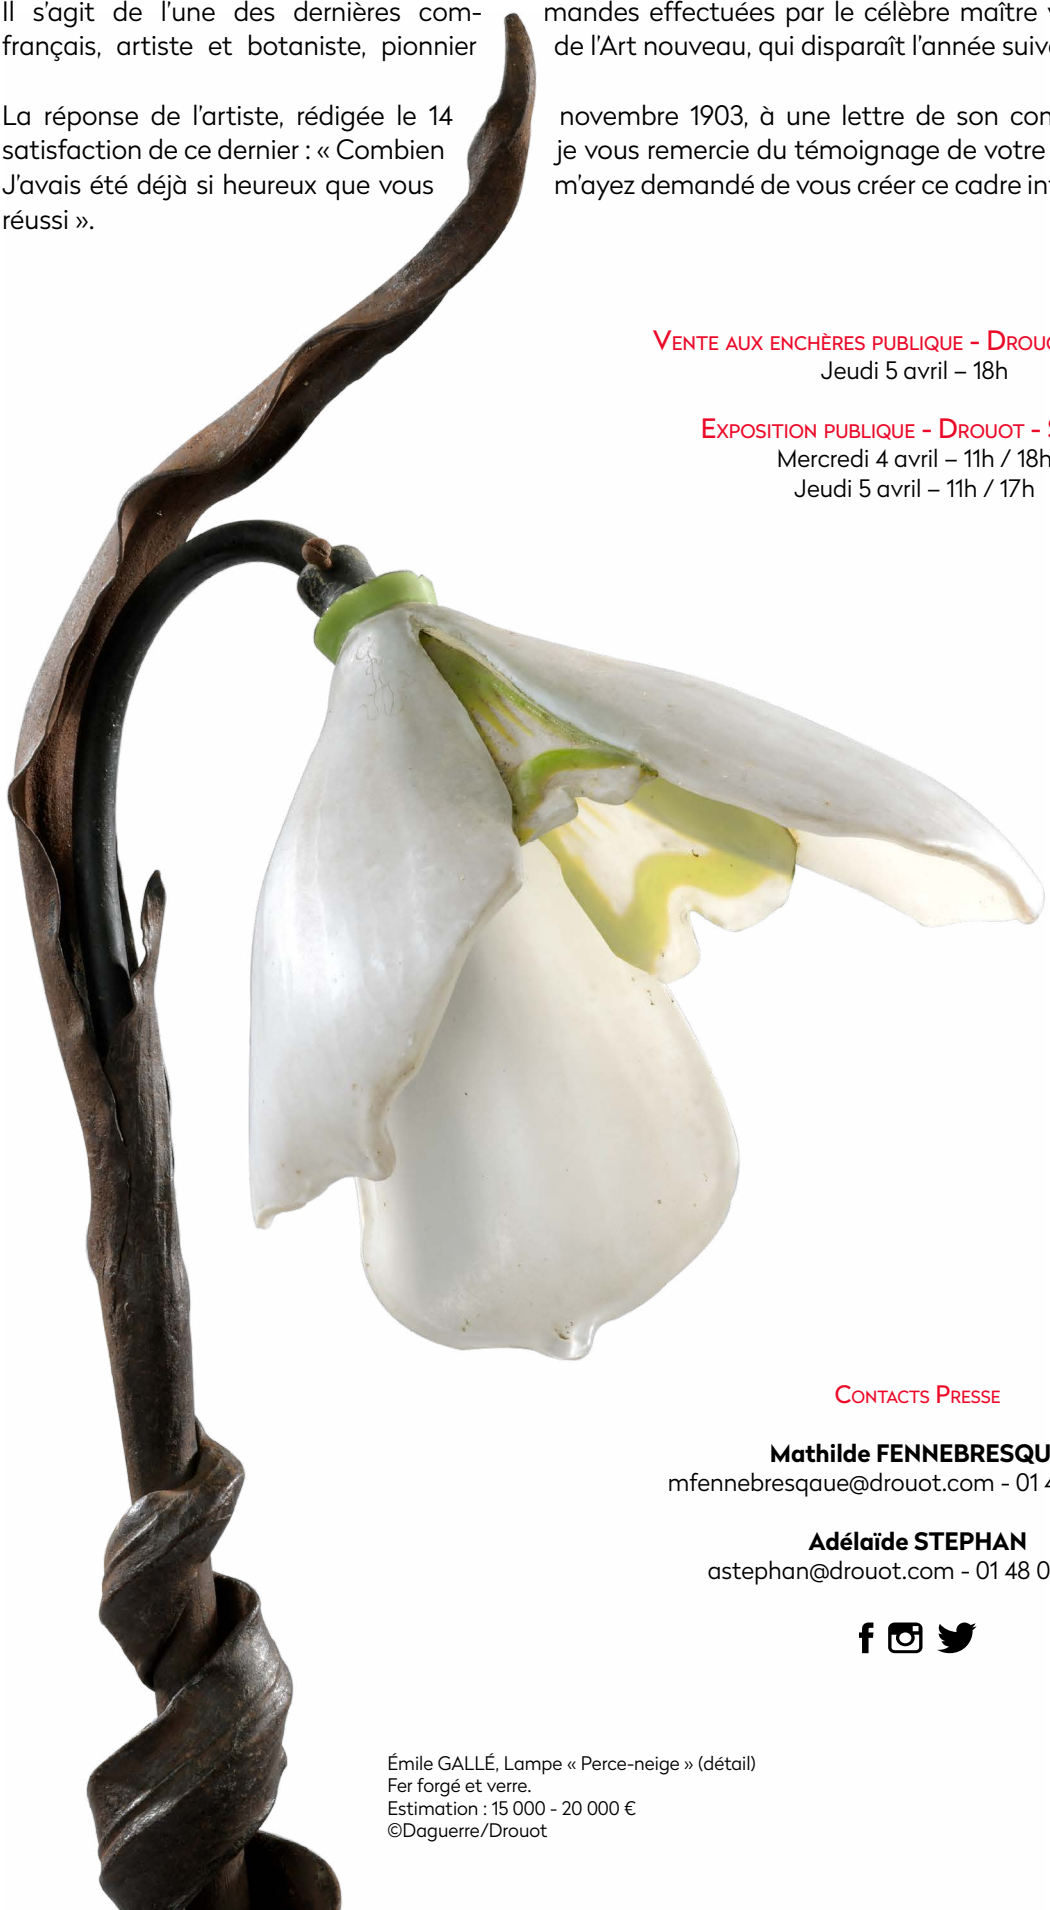 Il s'agit de l'une des dernières com- mandes effectuées par le célèbre maître
français, artiste et botaniste, pionnier de l'Art nouveau, qui disparaît l'année
La réponse de l'artiste, rédigée le 14 novembre 1903, à une lettre de son
satisfaction de ce dernier : « Combien je vous remercie du témoignage de votre
J'avais été déjà si heureux que vous m'ayez demandé de vous créer ce cadre
réussi ».
Vente aux enchères publique -
Jeudi 5 avril – 18h
Exposition publique - Drouot -
Mercredi 4 avril – 11h / 18h
Jeudi 5 avril – 11h / 17h
Contacts Presse
Mathilde FENNEBRESQU
mfennebresqaue@drouot.com - 01
Adélaïde STEPHAN
astephan@drouot.com - 01 48
Émile GALLÉ, Lampe « Perce-neige » (détail)
Fer forgé et verre.
Estimation : 15 000 - 20 000 €
©Daguerre/Drouot